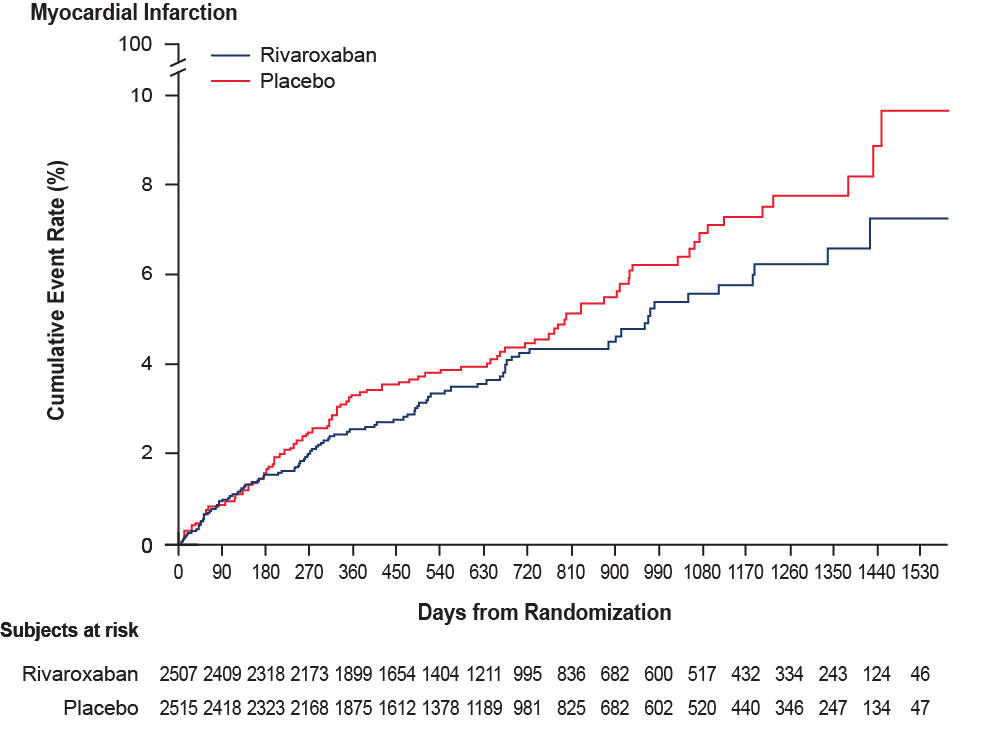 Myocardial Infarction
100
Rivaroxaban
Placebo
10
8
6
4
2
0
Cumulative Event Rate (%)
0 90 180 270 360 450 540 630 720 810 900 990 1080 1170 1260 1350 1440 1530
Days from Randomization
Subjects at risk
Rivaroxaban 2507 2409 2318 2173 1899 1654 1404 1211 995 836 682 600 517 432 334 243 124 46
Placebo 2515 2418 2323 2168 1875 1612 1378 1189 981 825 682 602 520 440 346 247 134 47